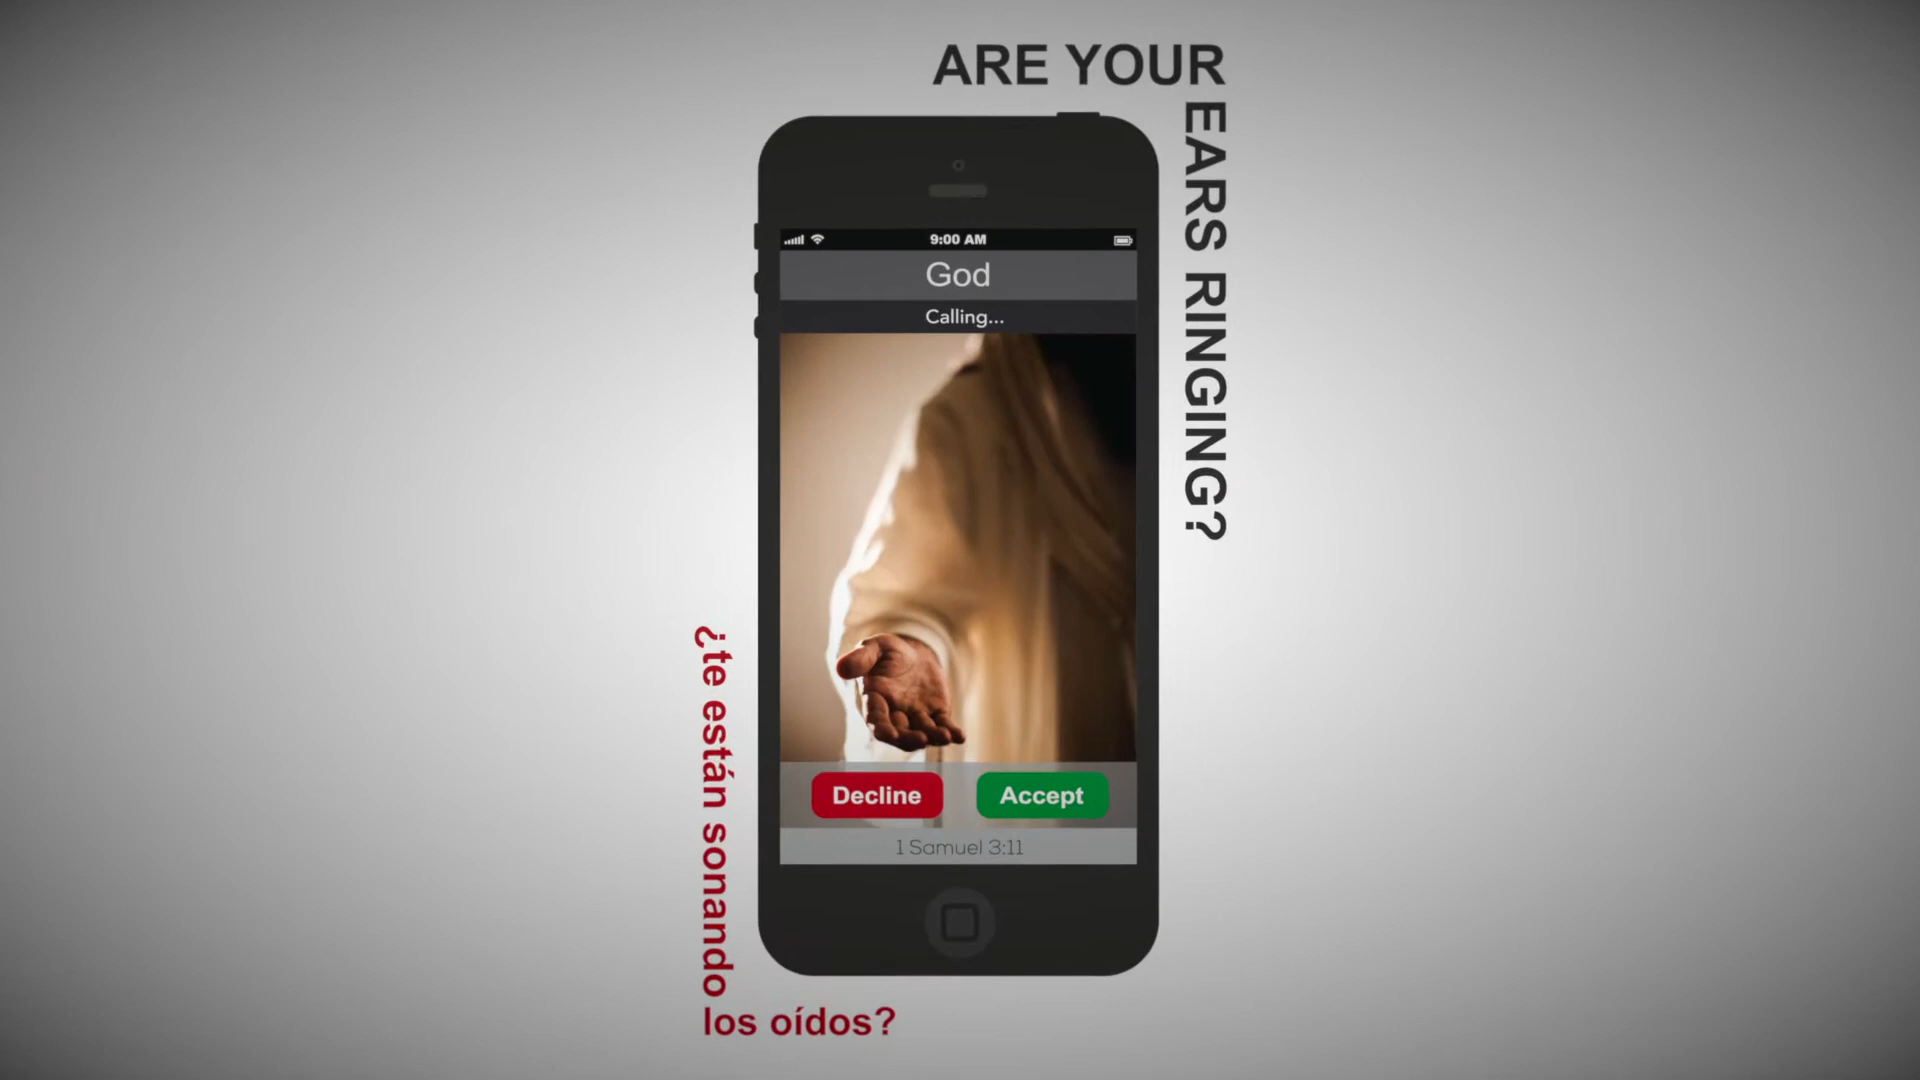 ARE YOUR
EARS RINGING?
9:00 AM
God
Calling...
Decline
Accept
1 Samuel 3:11
¿te están sonando
los oídos?